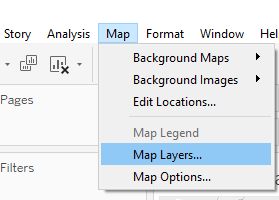 Story Analysis Map Format Window Hel
Background Maps
Background Images
Edit Locations...
Map Legend
Map Layers...
Map Options...
Pages
Filters